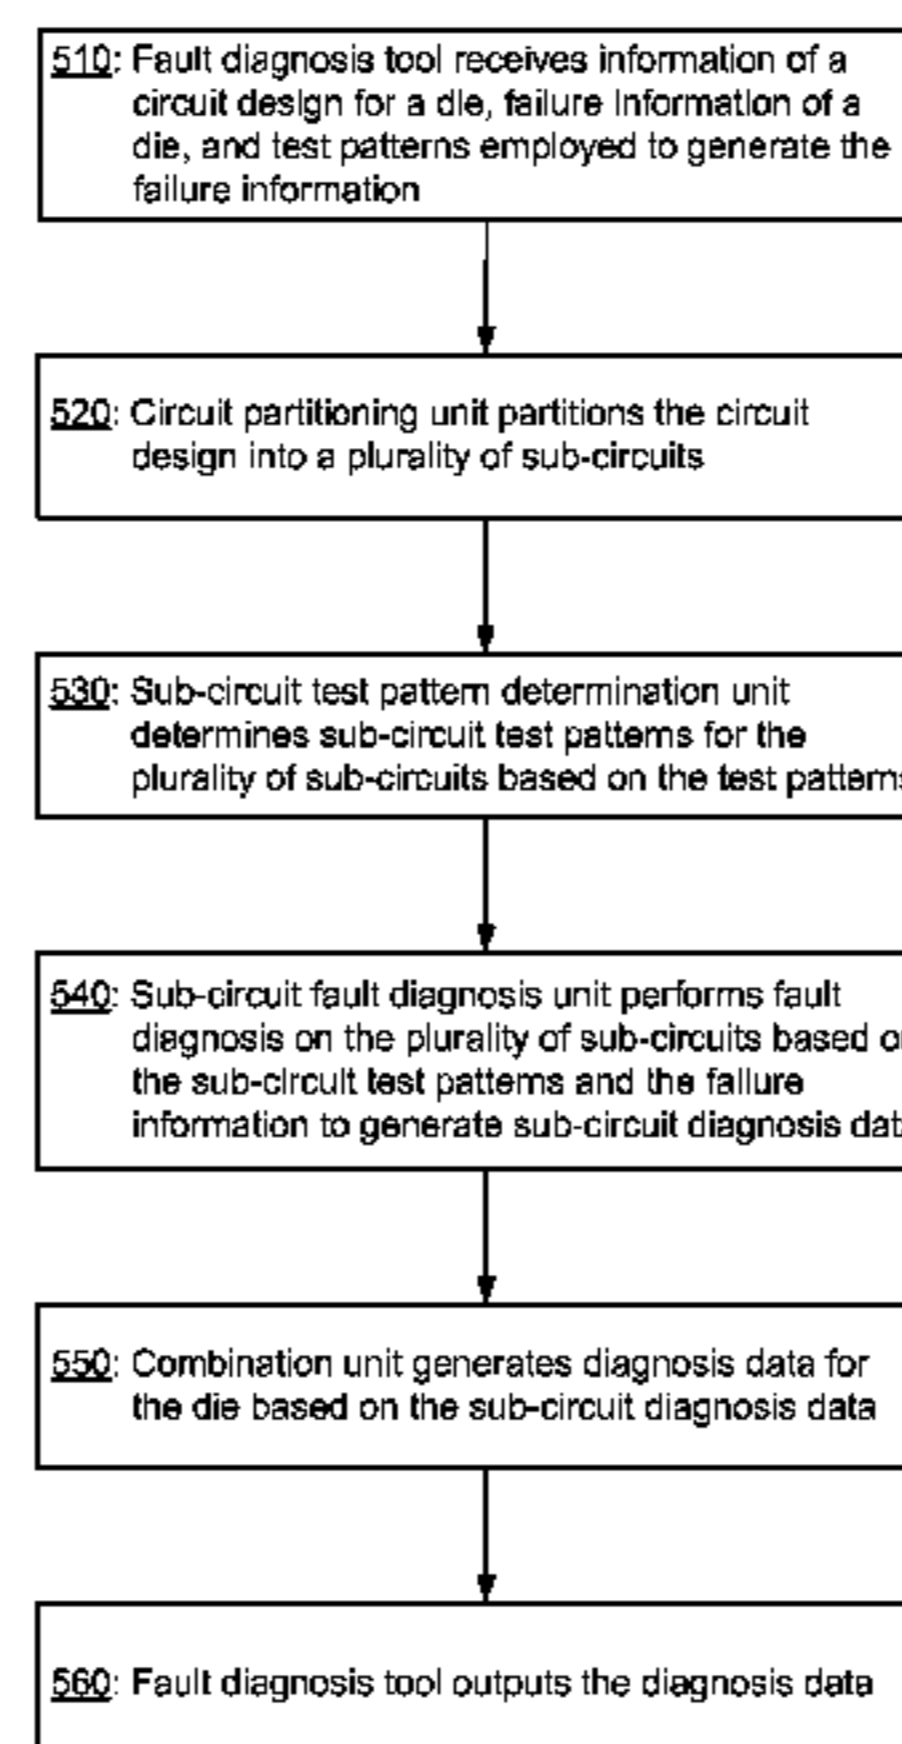 510: Fault diagnosis tool receives information of a
circuit design for a die, failure information of a
die, and test patterns employed to generate the
failure information
520: Circuit partitioning unit partitions the circuit
design into a plurality of sub-circuits
530: Sub-circuit test pattern determination unit
determines sub-circuit test patterns for the
plurality of sub-circuits based on the test patterns
540: Sub-circuit fault diagnosis unit performs fault
diagnosis on the plurality of sub-circuits based on
the sub-circuit test patterns and the failure
information to generate sub-circuit diagnosis dat
550: Combination unit generates diagnosis data for
the die based on the sub-circuit diagnosis data
560: Fault diagnosis tool outputs the diagnosis data